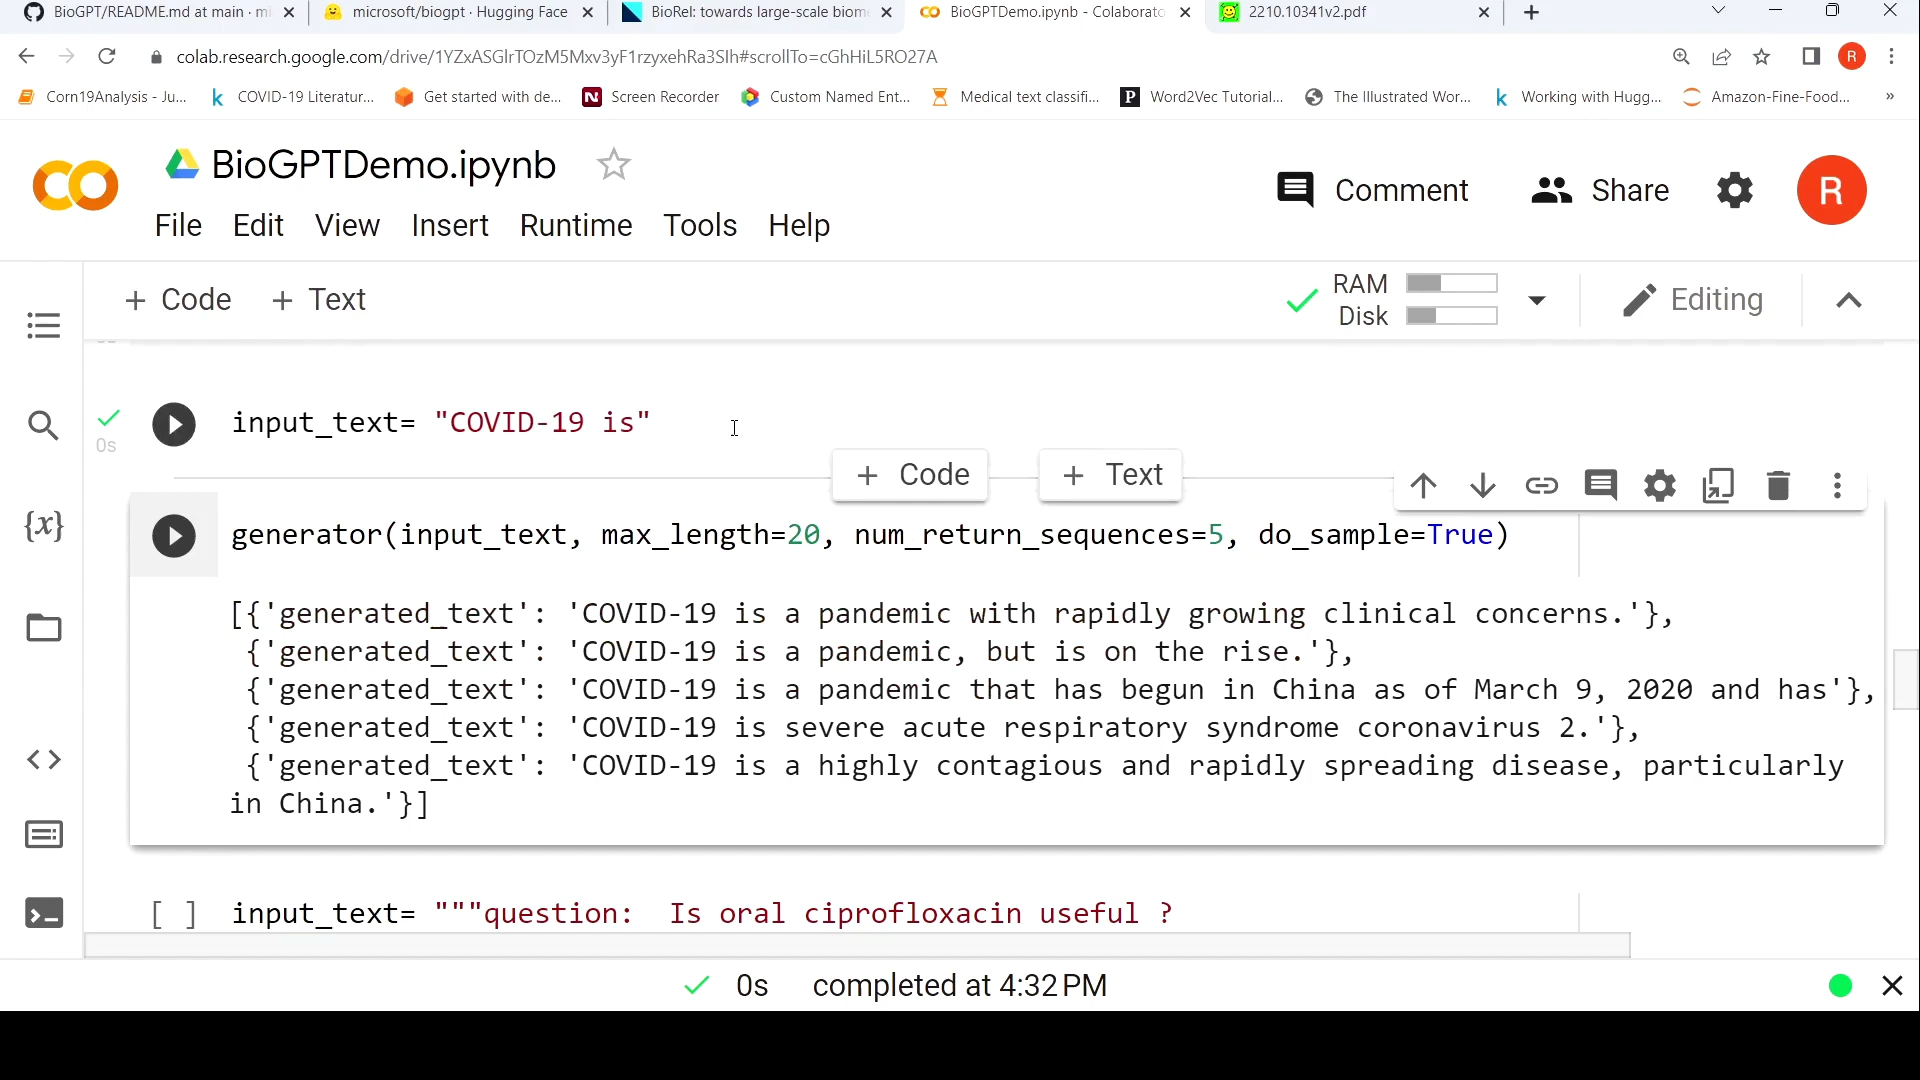 BioGPT/README.md at main · mi
microsoft/biogpt · Hugging Face
BioRel: towards large-scale biome
BioGPTDemo.ipynb - Colaborato
2210.10341v2.pdf
colab.research.google.com/drive/1YZxASGlrTOzM5Mxv3yF1rzyxehRa3SIh#scrollTo=cGhHiL5RO27A
R
Corn19Analysis - Ju...
COVID-19 Literatur...
Get started with de...
Screen Recorder
Custom Named Ent...
Medical text classifi...
Word2Vec Tutorial...
The Illustrated Wor...
Working with Hugg...
Amazon-Fine-Food...
»
BioGPTDemo.ipynb
Comment
Share
R
File Edit View Insert Runtime Tools Help
+ Code + Text
RAM
Disk
Editing
input_text= "COVID-19 is"
0s
+ Code + Text
generator(input_text, max_length=20, num_return_sequences=5, do_sample=True)
{x}
[{'generated_text': 'COVID-19 is a pandemic with rapidly growing clinical concerns.'},
{'generated_text': 'COVID-19 is a pandemic, but is on the rise.'},
{'generated_text': 'COVID-19 is a pandemic that has begun in China as of March 9, 2020 and has'},
{'generated_text': 'COVID-19 is severe acute respiratory syndrome coronavirus 2.'},
{'generated_text': 'COVID-19 is a highly contagious and rapidly spreading disease, particularly
in China.'}]
[ ] input_text= """question:  Is oral ciprofloxacin useful ?
0s completed at 4:32 PM